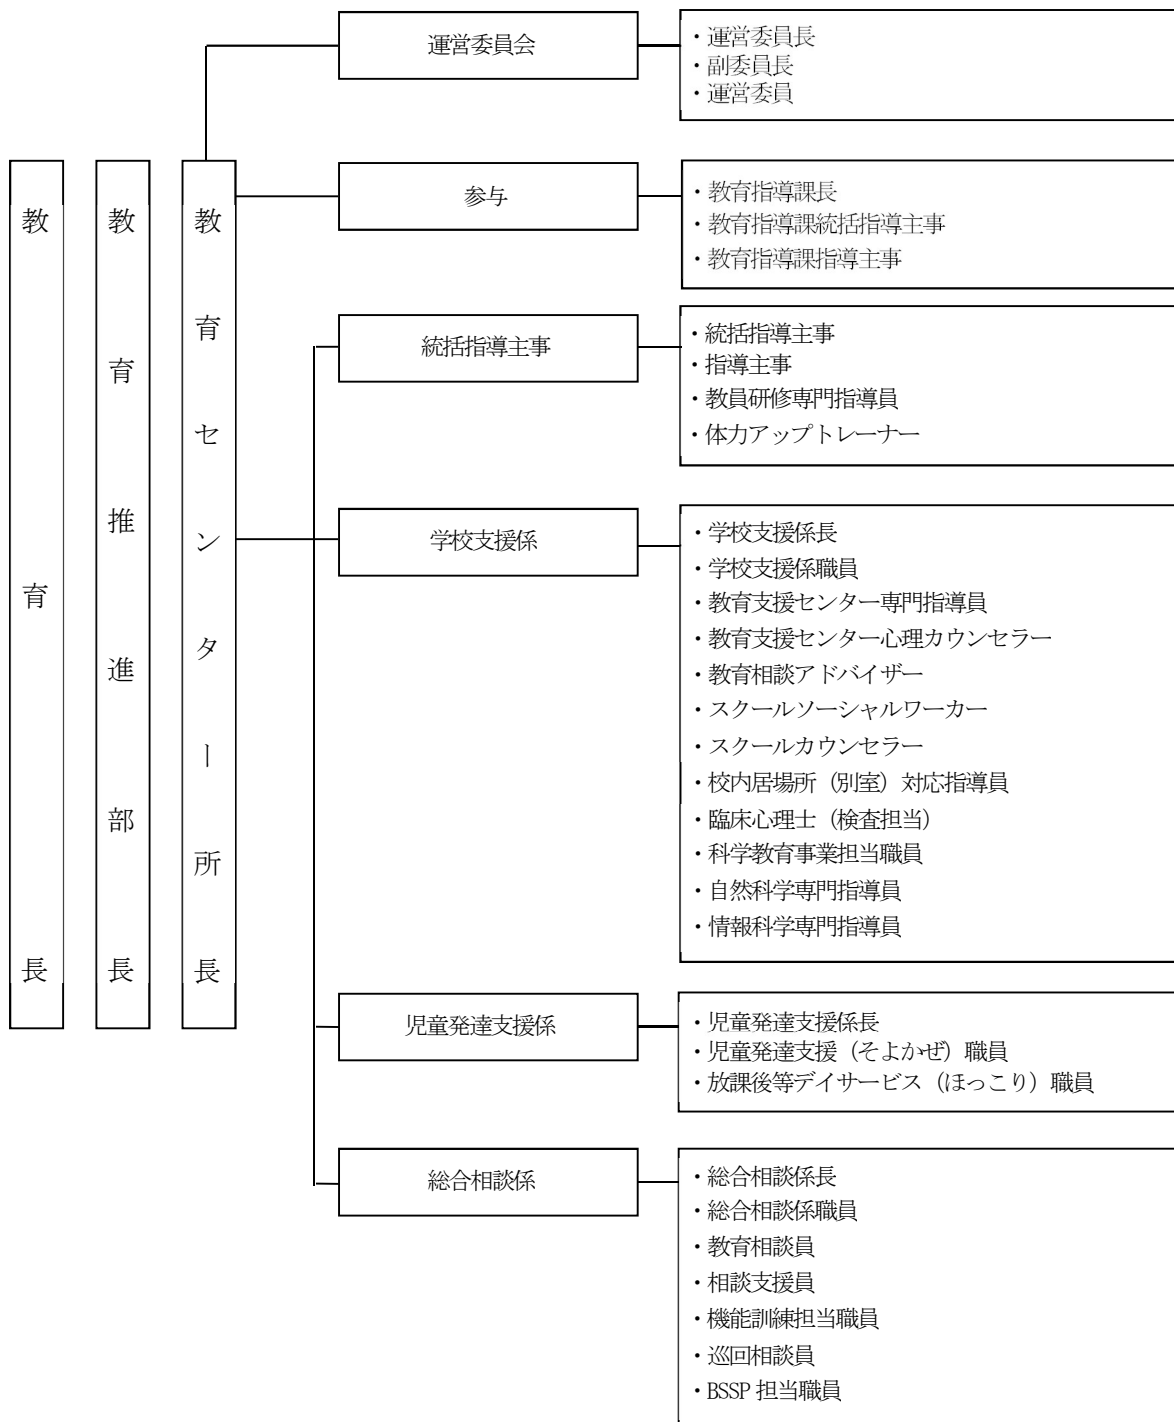 教育長
教育推進部長
教育センター所長
運営委員会
・運営委員長
・副委員長
・運営委員
参与
・教育指導課長
・教育指導課統括指導主事
・教育指導課指導主事
統括指導主事
・統括指導主事
・指導主事
・教員研修専門指導員
・体力アップトレーナー
学校支援係
・学校支援係長
・学校支援係職員
・教育支援センター専門指導員
・教育支援センター心理カウンセラー
・教育相談アドバイザー
・スクールソーシャルワーカー
・スクールカウンセラー
・校内居場所（別室）対応指導員
・臨床心理士（検査担当）
・科学教育事業担当職員
・自然科学専門指導員
・情報科学専門指導員
児童発達支援係
・児童発達支援係長
・児童発達支援（そよかぜ）職員
・放課後等デイサービス（ほっこり）職員
総合相談係
・総合相談係長
・総合相談係職員
・教育相談員
・相談支援員
・機能訓練担当職員
・巡回相談員
・BSSP 担当職員